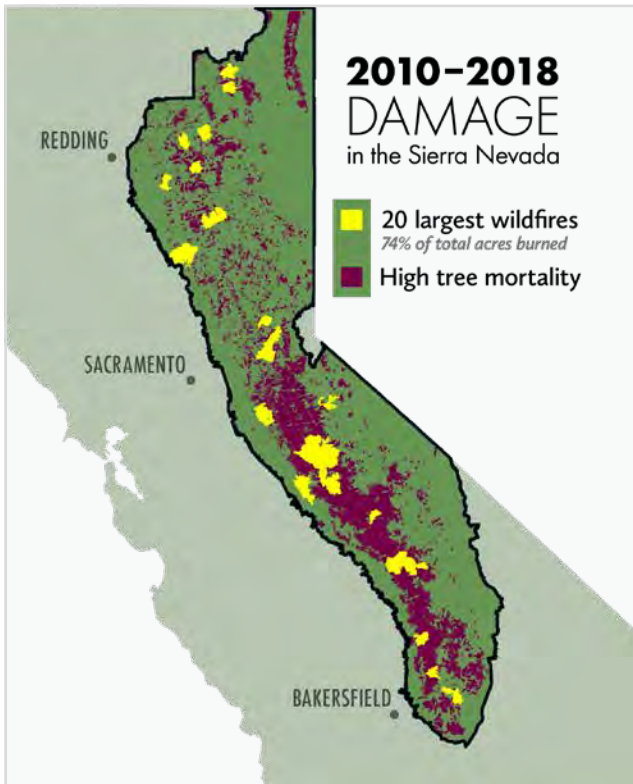 2010–2018
DAMAGE
in the Sierra Nevada
REDDING
20 largest wildfires
74% of total acres burned
High tree mortality
SACRAMENTO
BAKERSFIELD